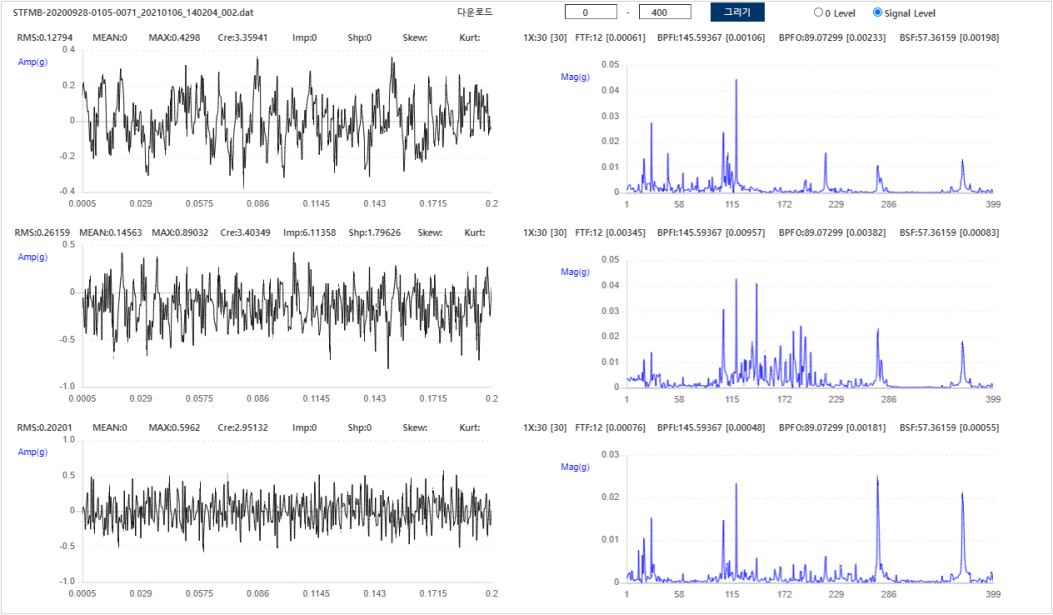 STFMB-20200928-0105-0071_20210106_140204_002.dat 다운로드 0 - 400 그리기 0 Level Signal Level
RMS:0.12794 MEAN:0 MAX:0.4298 Cre:3.35941 Imp:0 Shp:0 Skew: Kurt:
0.4
Amp(g)
0.2
0
-0.2
-0.4
0.0005 0.029 0.0575 0.086 0.1145 0.143 0.1715 0.2
1X:30 [30] FTF:12 [0.00061] BPFI:145.59367 [0.00106] BPFO:89.07299 [0.00233] BSF:57.36159 [0.00198]
0.05
Mag(g)
0.04
0.03
0.02
0.01
0
1 58 115 172 229 286 399
RMS:0.26159 MEAN:0.14563 MAX:0.89032 Cre:3.40349 Imp:6.11358 Shp:1.79626 Skew: Kurt:
0.5
Amp(g)
0
-0.5
-1.0
0.0005 0.029 0.0575 0.086 0.1145 0.143 0.1715 0.2
1X:30 [30] FTF:12 [0.00345] BPFI:145.59367 [0.00957] BPFO:89.07299 [0.00382] BSF:57.36159 [0.00083]
0.05
Mag(g)
0.04
0.03
0.02
0.01
0
1 58 115 172 229 286 399
RMS:0.20201 MEAN:0 MAX:0.5962 Cre:2.95132 Imp:0 Shp:0 Skew: Kurt:
1.0
Amp(g)
0.5
0
-0.5
-1.0
0.0005 0.029 0.0575 0.086 0.1145 0.143 0.1715 0.2
1X:30 [30] FTF:12 [0.00076] BPFI:145.59367 [0.00048] BPFO:89.07299 [0.00181] BSF:57.36159 [0.00055]
0.03
Mag(g)
0.02
0.01
0
1 58 115 172 229 286 399